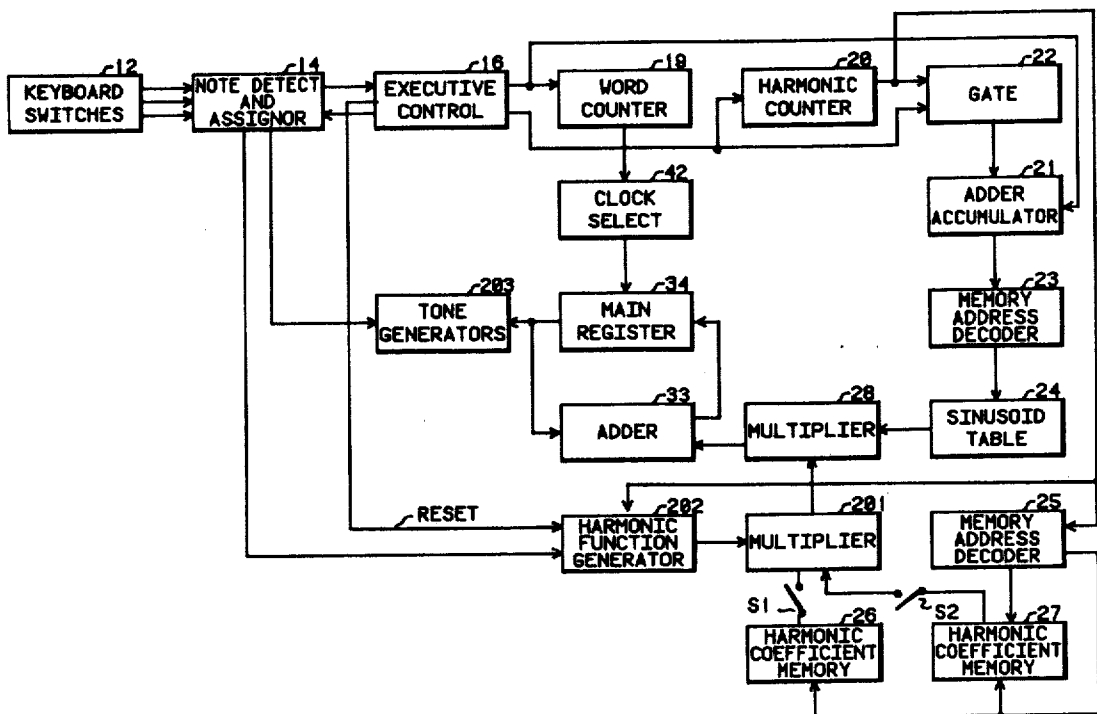 12
KEYBOARD
SWITCHES
14
NOTE DETECT
AND
ASSIGNOR
16
EXECUTIVE
CONTROL
19
WORD
COUNTER
20
HARMONIC
COUNTER
22
GATE
42
CLOCK
SELECT
21
ADDER
ACCUMULATOR
203
TONE
GENERATORS
34
MAIN
REGISTER
23
MEMORY
ADDRESS
DECODER
33
ADDER
28
MULTIPLIER
24
SINUSOID
TABLE
RESET
202
HARMONIC
FUNCTION
GENERATOR
201
MULTIPLIER
25
MEMORY
ADDRESS
DECODER
S1
S2
26
HARMONIC
COEFFICIENT
MEMORY
27
HARMONIC
COEFFICIENT
MEMORY